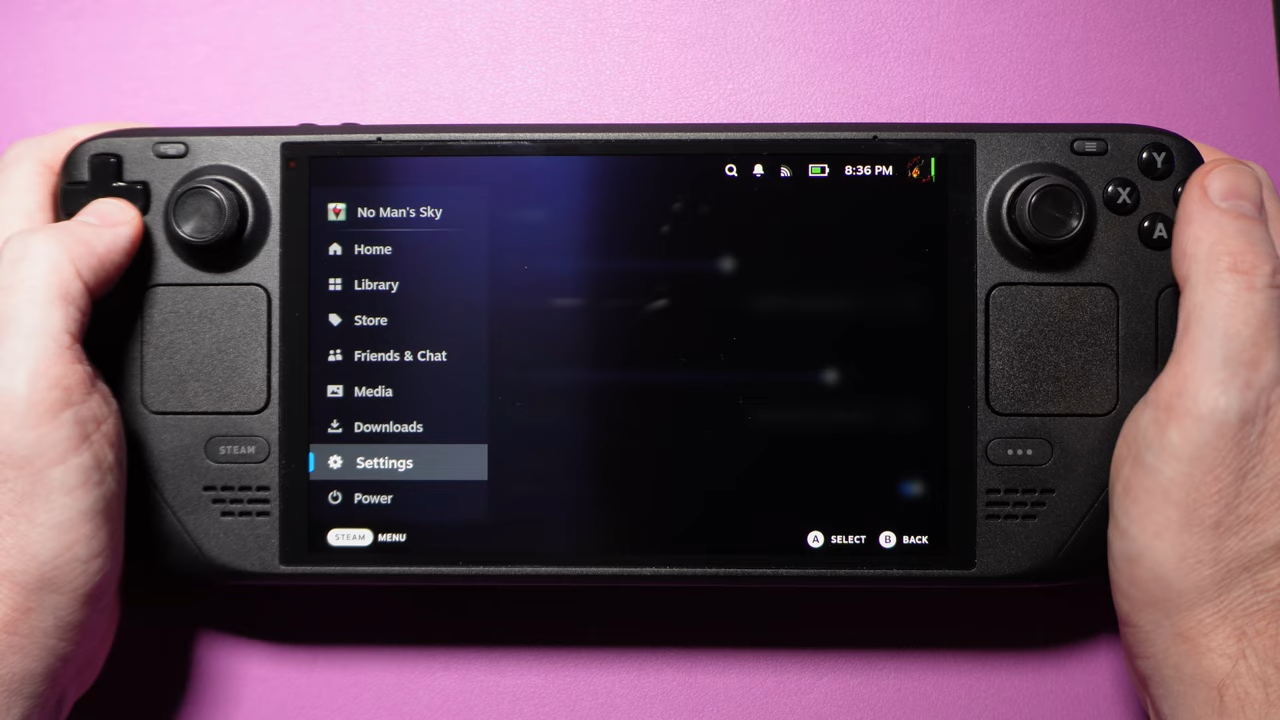 8:36 PM
No Man's Sky
Home
Library
Store
Friends & Chat
Media
Downloads
Settings
Power
STEAM MENU
A SELECT B BACK
STEAM
Y
X
A